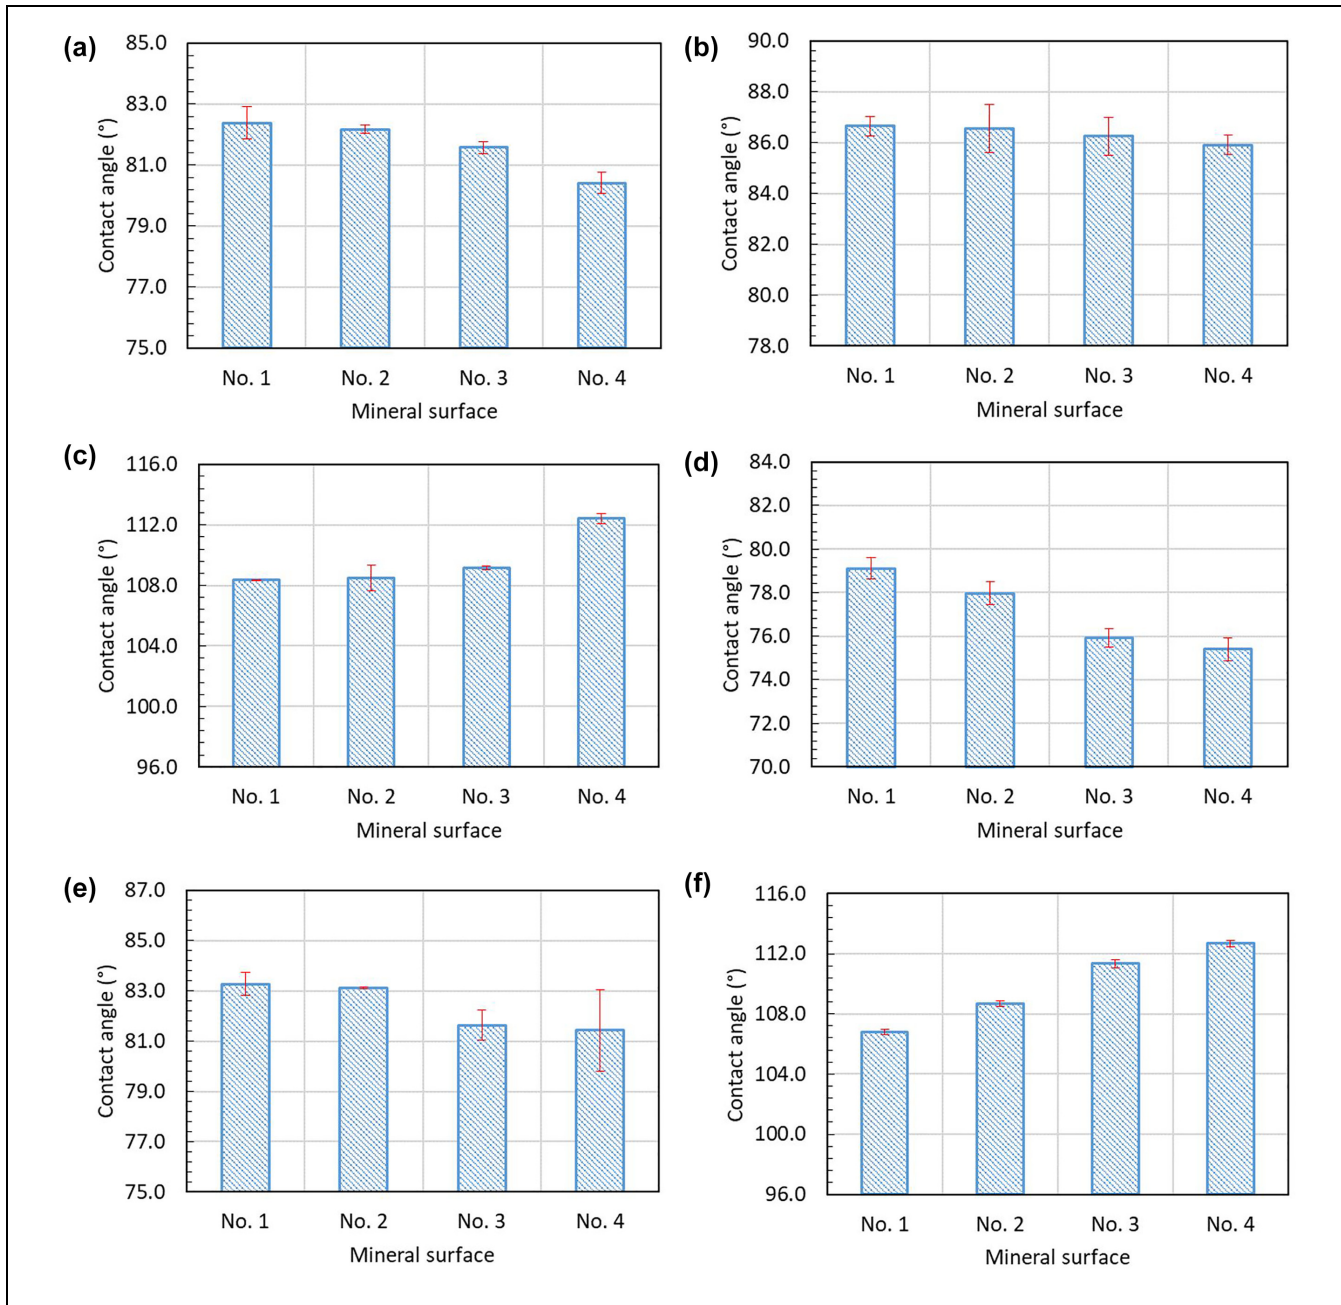 (a)
85.0
83.0
81.0
79.0
77.0
75.0
Contact angle (°)
No. 1 No. 2 No. 3 No. 4
Mineral surface
(b)
90.0
88.0
86.0
84.0
82.0
80.0
78.0
Contact angle (°)
No. 1 No. 2 No. 3 No. 4
Mineral surface
(c)
116.0
112.0
108.0
104.0
100.0
96.0
Contact angle (°)
No. 1 No. 2 No. 3 No. 4
Mineral surface
(d)
84.0
82.0
80.0
78.0
76.0
74.0
72.0
70.0
Contact angle (°)
No. 1 No. 2 No. 3 No. 4
Mineral surface
(e)
87.0
85.0
83.0
81.0
79.0
77.0
75.0
Contact angle (°)
No. 1 No. 2 No. 3 No. 4
Mineral surface
(f)
116.0
112.0
108.0
104.0
100.0
96.0
Contact angle (°)
No. 1 No. 2 No. 3 No. 4
Mineral surface